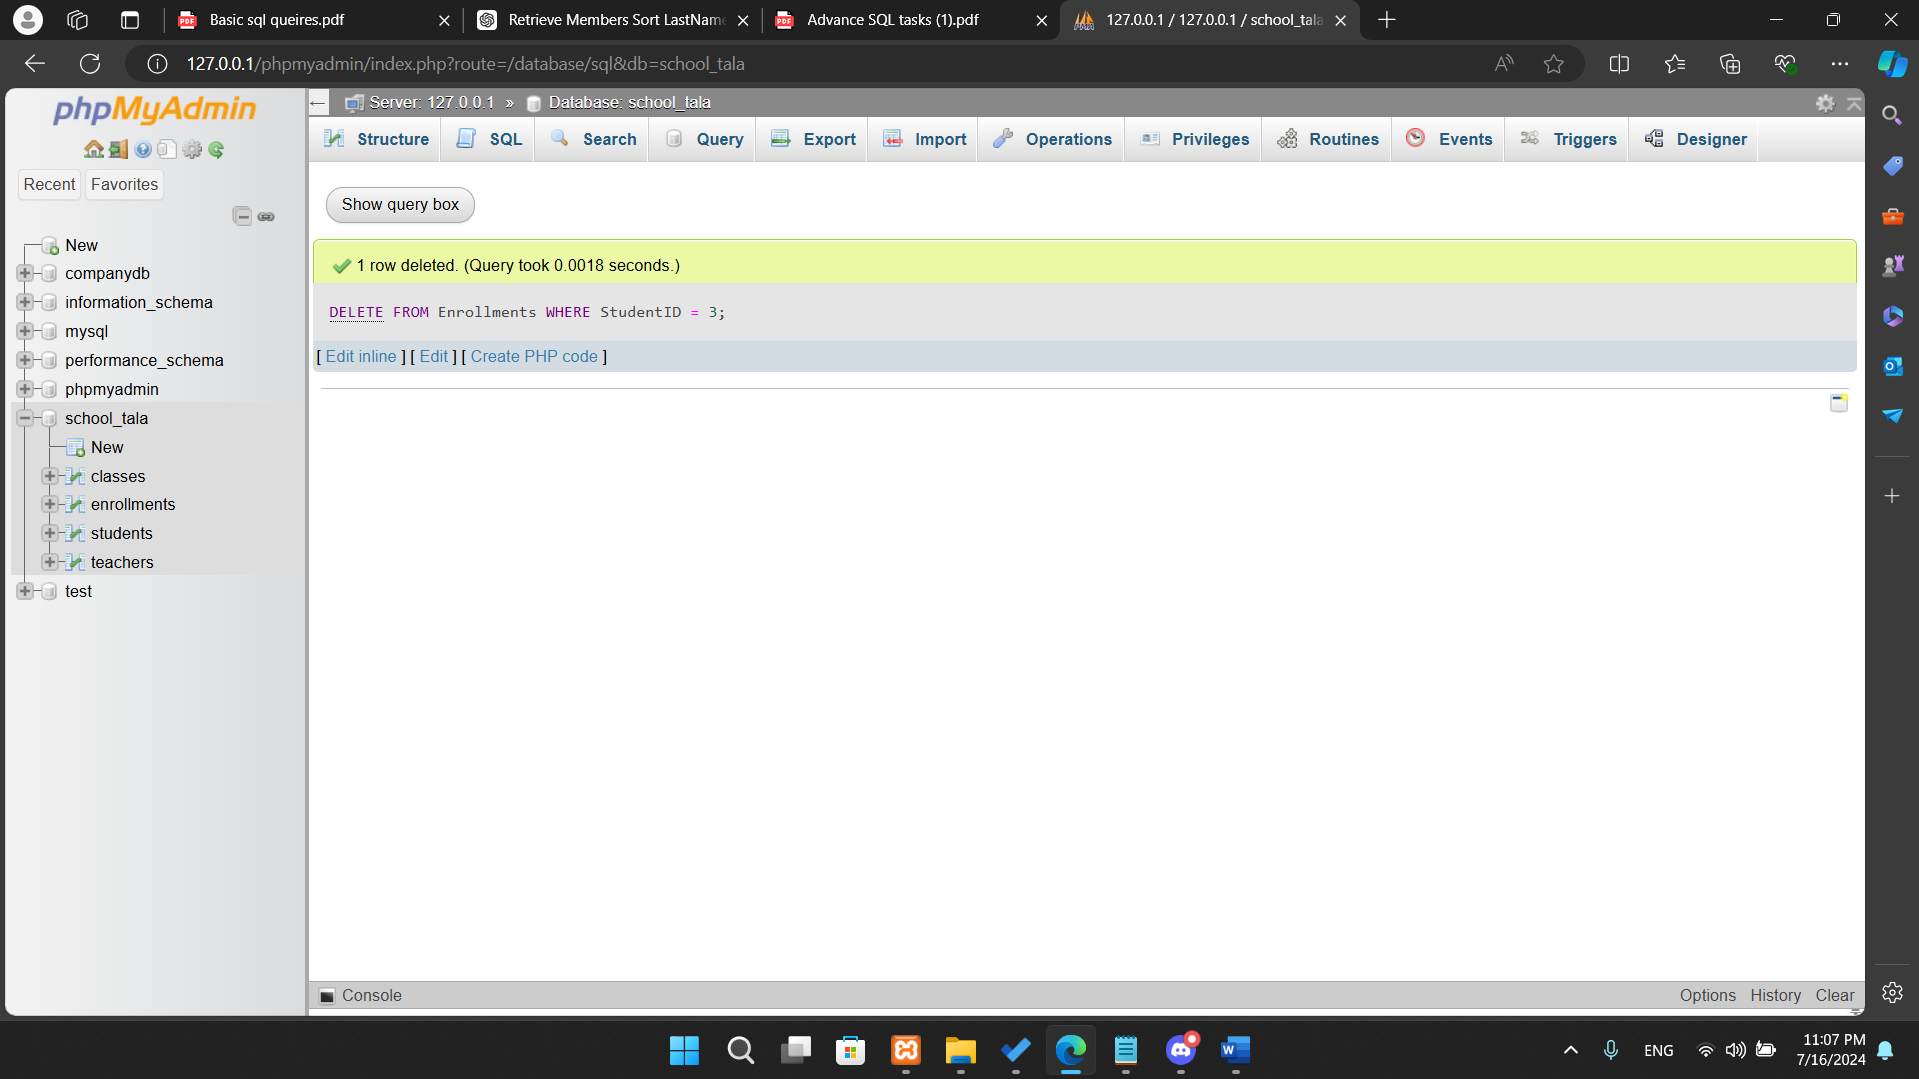 Basic sql queires.pdf
Retrieve Members Sort LastName
Advance SQL tasks (1).pdf
127.0.0.1 / 127.0.0.1 / school_tala
127.0.0.1/phpmyadmin/index.php?route=/database/sql&db=school_tala
phpMyAdmin
Recent Favorites
New
companydb
information_schema
mysql
performance_schema
phpmyadmin
school_tala
New
classes
enrollments
students
teachers
test
Server: 127.0.0.1 » Database: school_tala
Structure SQL Search Query Export Import Operations Privileges Routines Events Triggers Designer
Show query box
1 row deleted. (Query took 0.0018 seconds.)
DELETE FROM Enrollments WHERE StudentID = 3;
[ Edit inline ] [ Edit ] [ Create PHP code ]
Console
Options History Clear
ENG
11:07 PM
7/16/2024